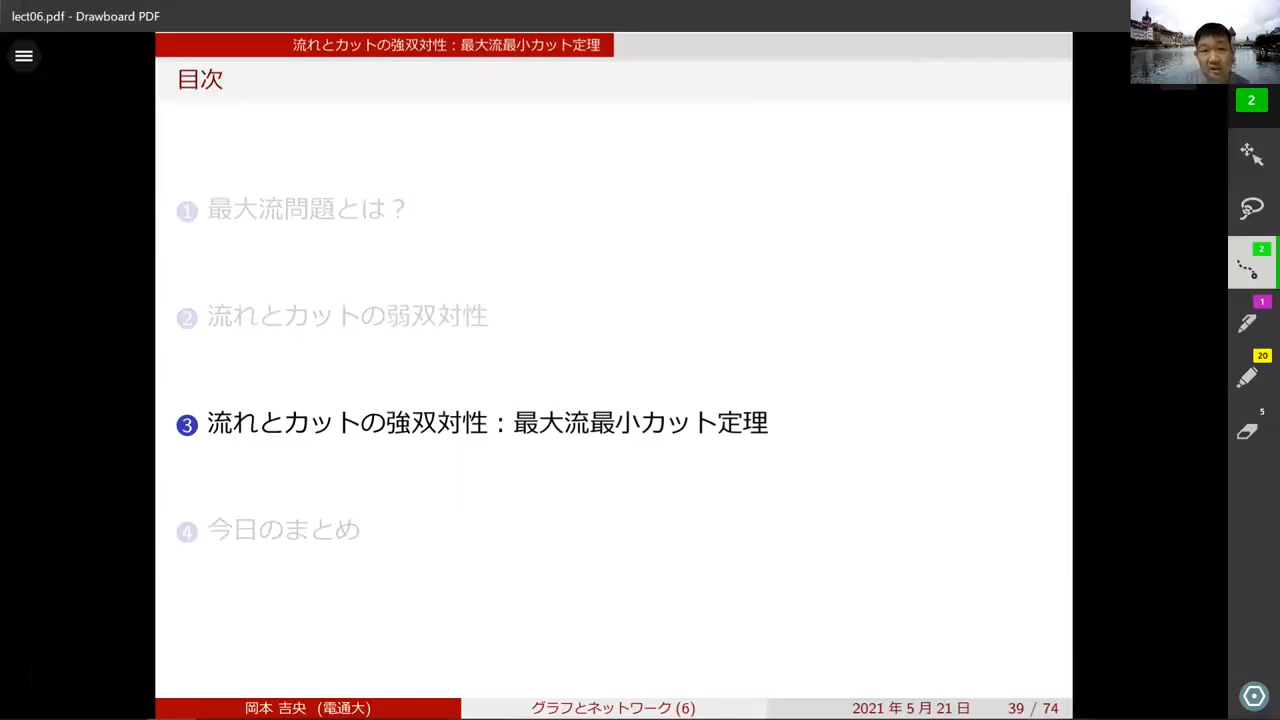 lect06.pdf - Drawboard PDF
流れとカットの強双対性：最大流最小カット定理
目次
2
1 最大流問題とは？
2 流れとカットの弱双対性
3 流れとカットの強双対性：最大流最小カット定理
4 今日のまとめ
2
1
20
5
岡本 吉央 (電通大)
グラフとネットワーク (6)
2021 年 5 月 21 日
39 / 74